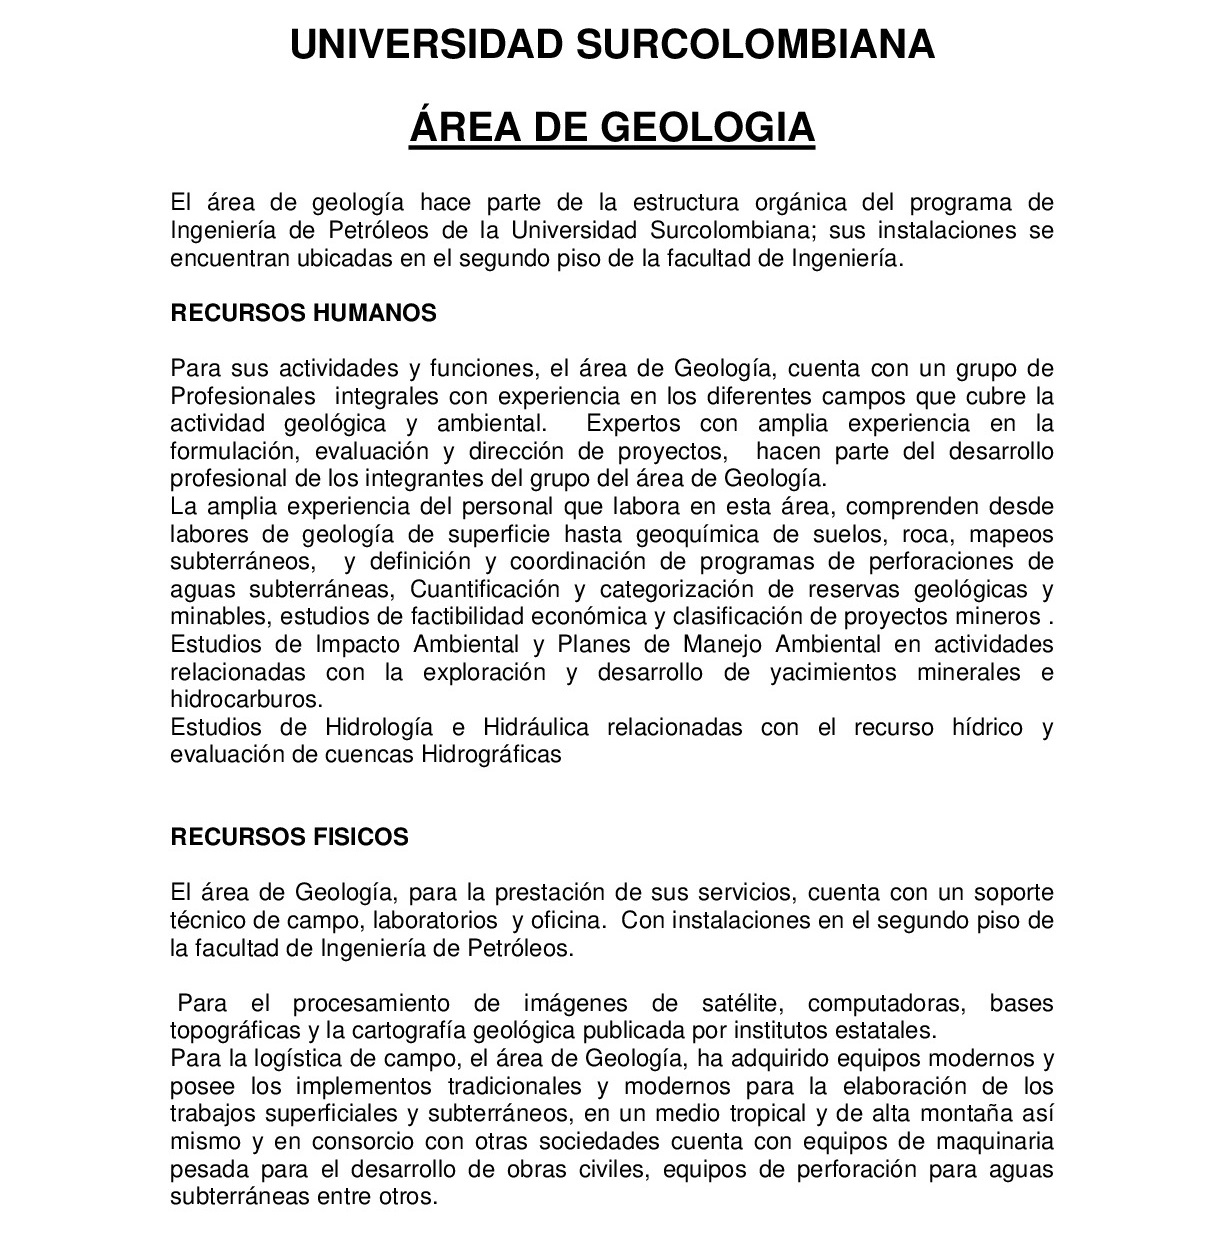 UNIVERSIDAD SURCOLOMBIANA
ÁREA DE GEOLOGIA
El área de geología hace parte de la estructura orgánica del programa de
Ingeniería de Petróleos de la Universidad Surcolombiana; sus instalaciones se
encuentran ubicadas en el segundo piso de la facultad de Ingeniería.
RECURSOS HUMANOS
Para sus actividades y funciones, el área de Geología, cuenta con un grupo de
Profesionales  integrales con experiencia en los diferentes campos que cubre la
actividad geológica y ambiental.  Expertos con amplia experiencia en la
formulación, evaluación y dirección de proyectos,  hacen parte del desarrollo
profesional de los integrantes del grupo del área de Geología.
La amplia experiencia del personal que labora en esta área, comprenden desde
labores de geología de superficie hasta geoquímica de suelos, roca, mapeos
subterráneos,  y definición y coordinación de programas de perforaciones de
aguas subterráneas, Cuantificación y categorización de reservas geológicas y
minables, estudios de factibilidad económica y clasificación de proyectos mineros .
Estudios de Impacto Ambiental y Planes de Manejo Ambiental en actividades
relacionadas con la exploración y desarrollo de yacimientos minerales e
hidrocarburos.
Estudios de Hidrología e Hidráulica relacionadas con el recurso hídrico y
evaluación de cuencas Hidrográficas
RECURSOS FISICOS
El área de Geología, para la prestación de sus servicios, cuenta con un soporte
técnico de campo, laboratorios  y oficina.  Con instalaciones en el segundo piso de
la facultad de Ingeniería de Petróleos.
Para el procesamiento de imágenes de satélite, computadoras, bases
topográficas y la cartografía geológica publicada por institutos estatales.
Para la logística de campo, el área de Geología, ha adquirido equipos modernos y
posee los implementos tradicionales y modernos para la elaboración de los
trabajos superficiales y subterráneos, en un medio tropical y de alta montaña así
mismo y en consorcio con otras sociedades cuenta con equipos de maquinaria
pesada para el desarrollo de obras civiles, equipos de perforación para aguas
subterráneas entre otros.